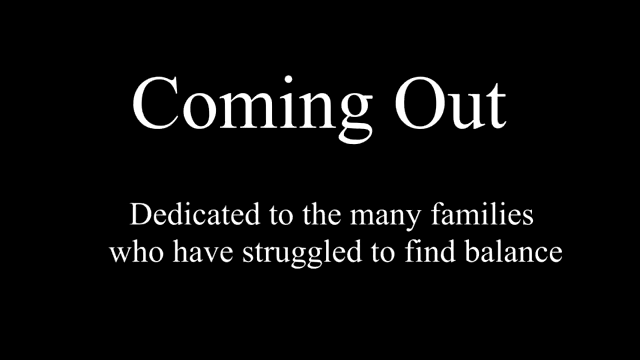 Coming Out
Dedicated to the many families
who have struggled to find balance